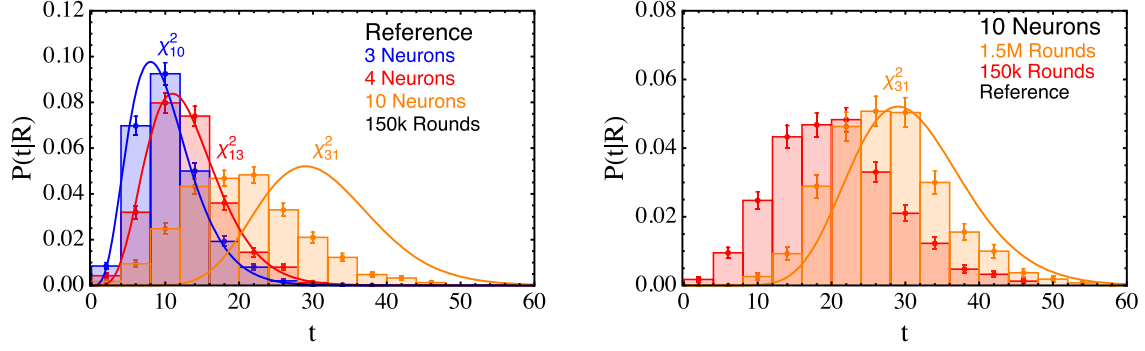 0.12
0.10
0.08
0.06
0.04
0.02
0.00
P(t|R)
0 10 20 30 40 50 60
t
χ²₁₀
χ²₁₃
χ²₃₁
Reference
3 Neurons
4 Neurons
10 Neurons
150k Rounds
0.08
0.06
0.04
0.02
0.00
P(t|R)
0 10 20 30 40 50 60
t
χ²₃₁
10 Neurons
1.5M Rounds
150k Rounds
Reference